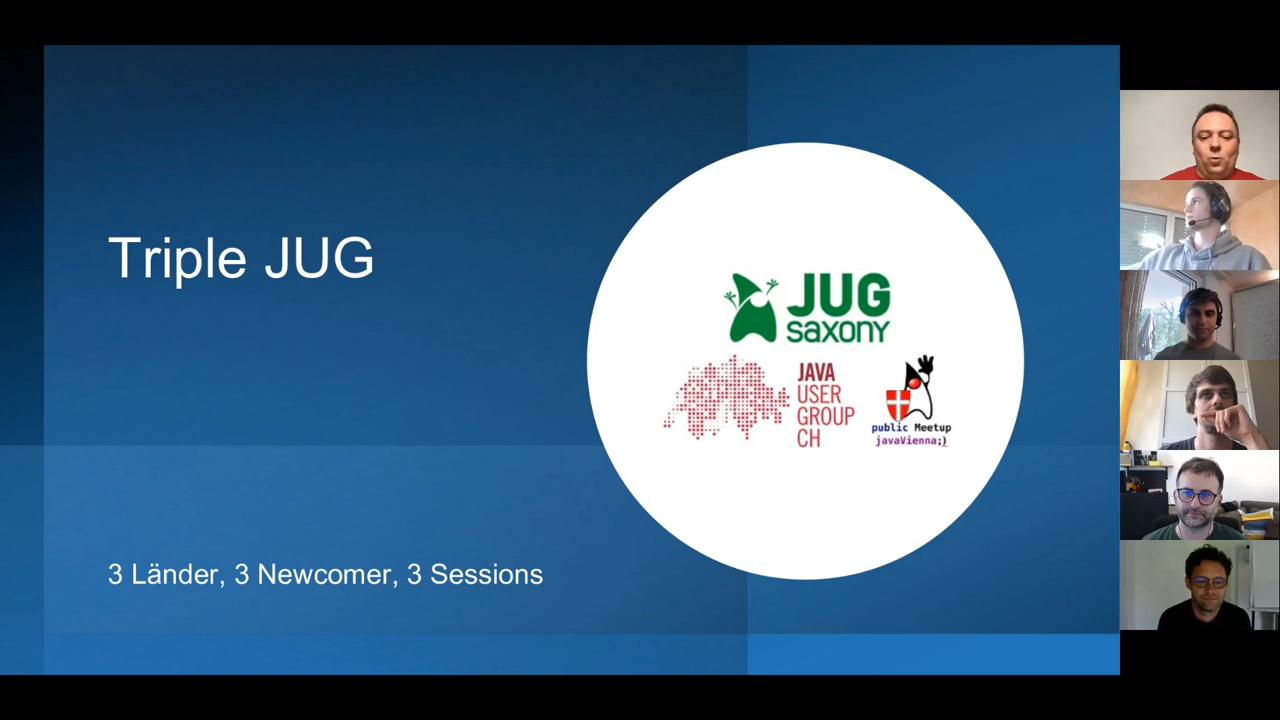 Triple JUG
JUG
saxony
JAVA
USER
GROUP
CH
public Meetup
javaVienna;)
3 Länder, 3 Newcomer, 3 Sessions